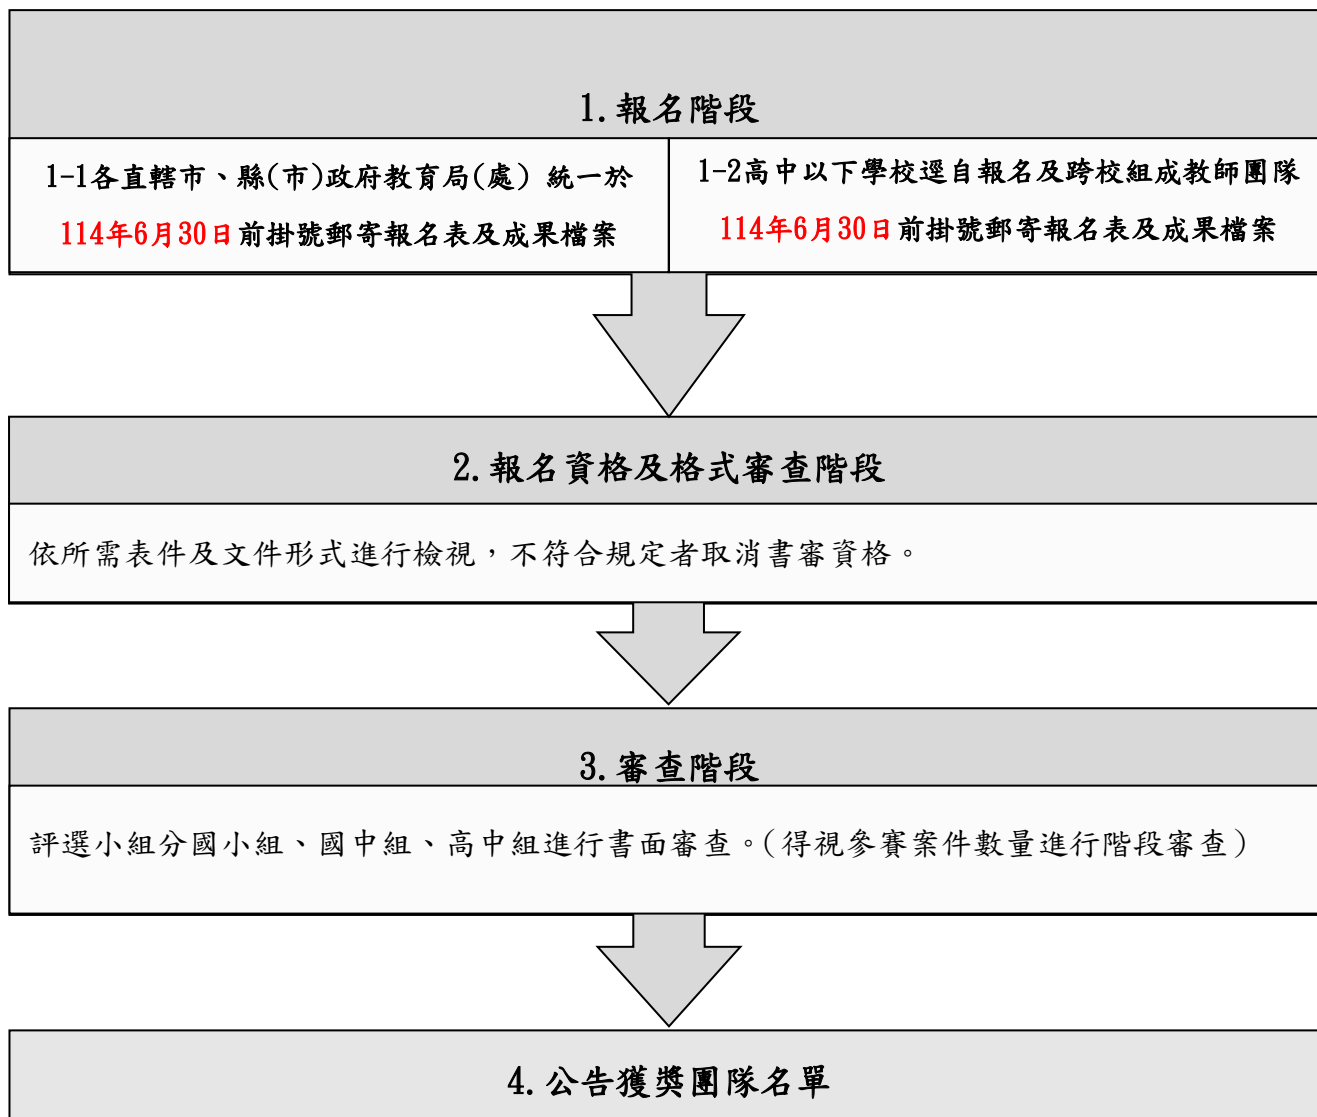 1.報名階段
1-1各直轄市、縣(市)政府教育局(處) 統一於
114年6月30日前掛號郵寄報名表及成果檔案
1-2高中以下學校逕自報名及跨校組成教師團隊
114年6月30日前掛號郵寄報名表及成果檔案
2.報名資格及格式審查階段
依所需表件及文件形式進行檢視，不符合規定者取消書審資格。
3.審查階段
評選小組分國小組、國中組、高中組進行書面審查。(得視參賽案件數量進行階段審查)
4.公告獲獎團隊名單